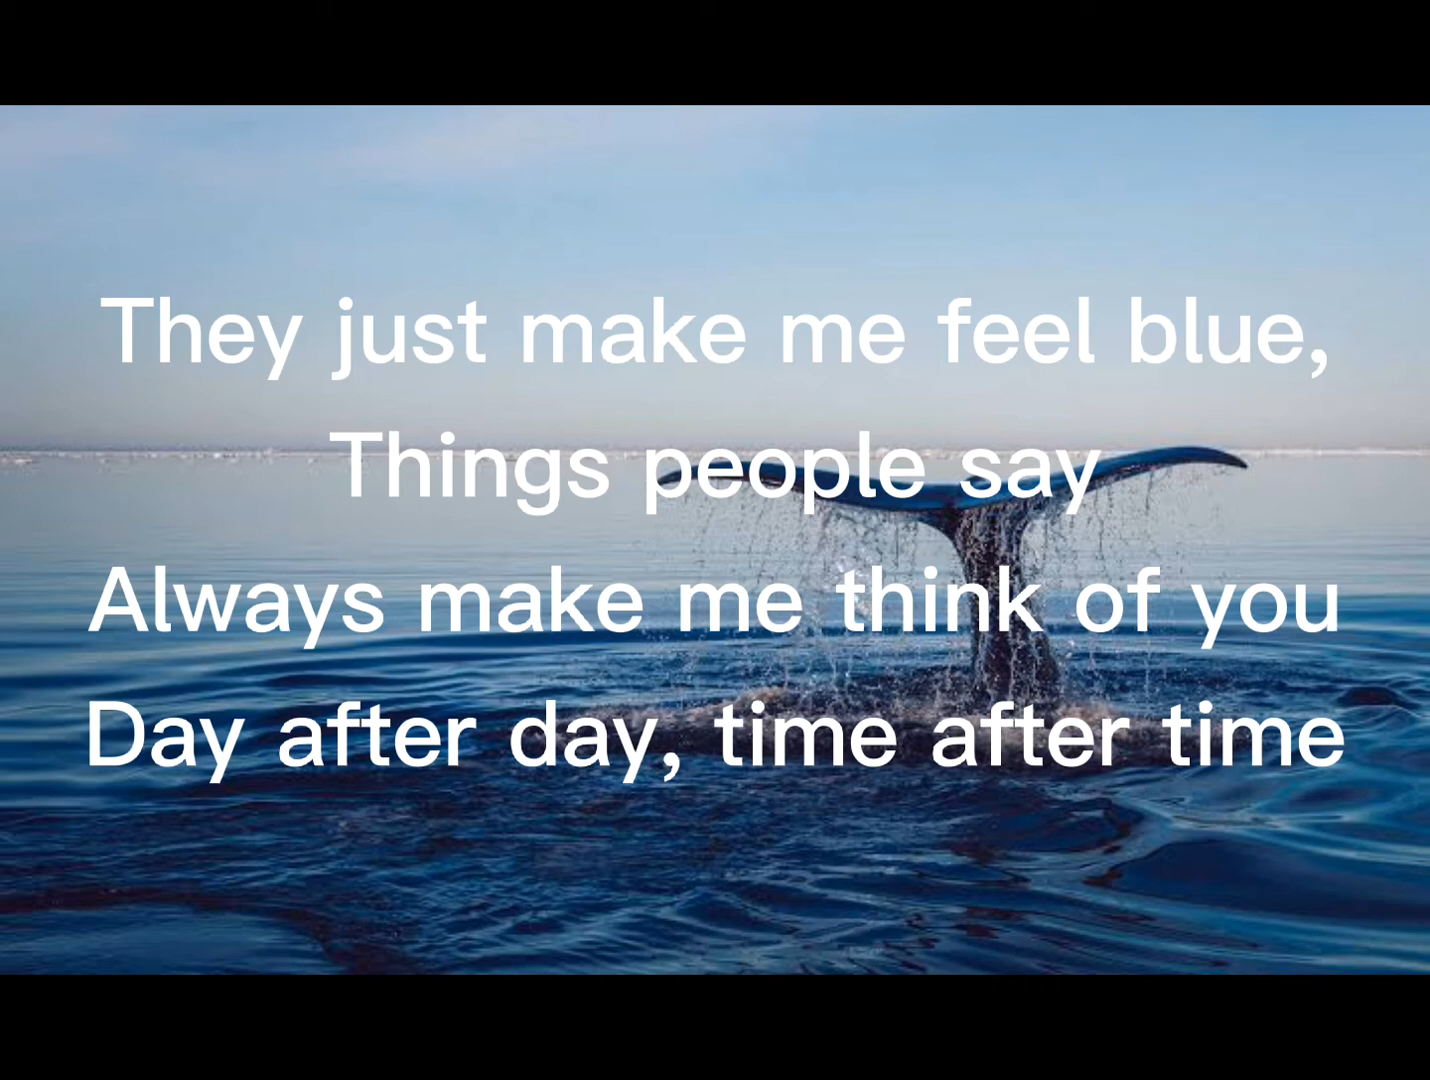 They just make me feel blue,
Things people say
Always make me think of you
Day after day, time after time